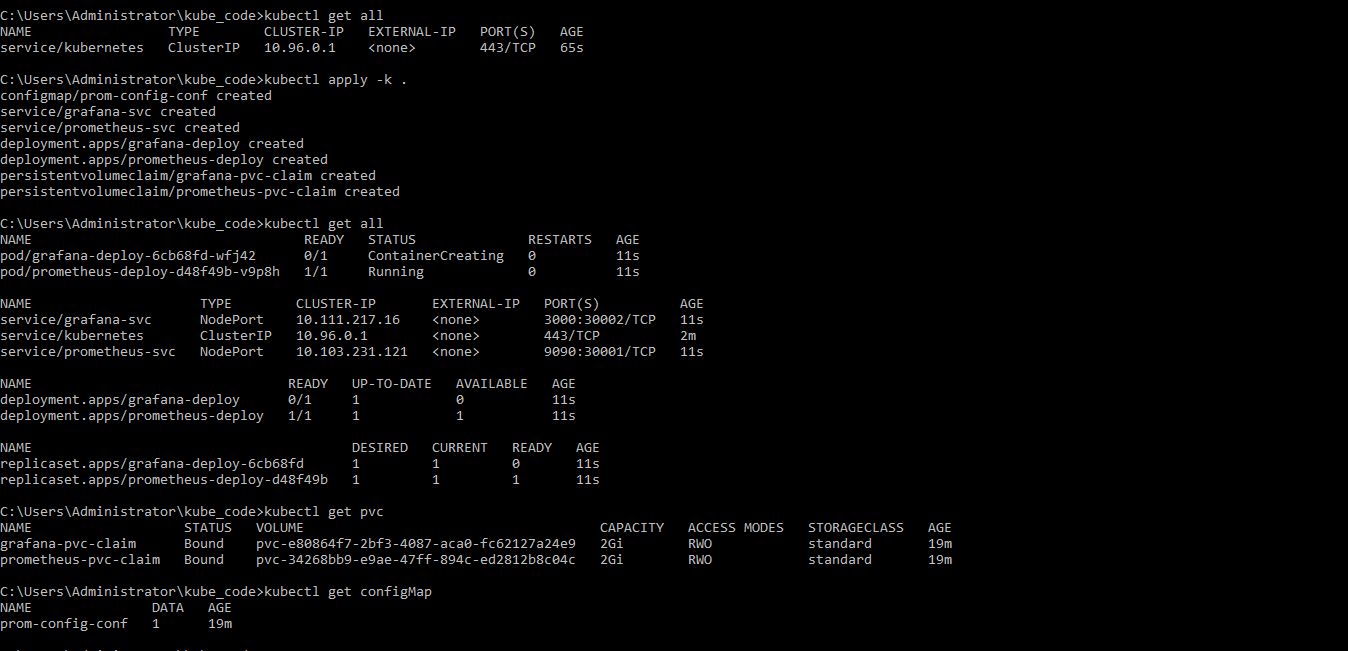 C:\Users\Administrator\kube_code>kubectl get all
NAME TYPE CLUSTER-IP EXTERNAL-IP PORT(S) AGE
service/kubernetes ClusterIP 10.96.0.1 <none> 443/TCP 65s
C:\Users\Administrator\kube_code>kubectl apply -k .
configmap/prom-config-conf created
service/grafana-svc created
service/prometheus-svc created
deployment.apps/grafana-deploy created
deployment.apps/prometheus-deploy created
persistentvolumeclaim/grafana-pvc-claim created
persistentvolumeclaim/prometheus-pvc-claim created
C:\Users\Administrator\kube_code>kubectl get all
NAME READY STATUS RESTARTS AGE
pod/grafana-deploy-6cb68fd-wfj42 0/1 ContainerCreating 0 11s
pod/prometheus-deploy-d48f49b-v9p8h 1/1 Running 0 11s
NAME TYPE CLUSTER-IP EXTERNAL-IP PORT(S) AGE
service/grafana-svc NodePort 10.111.217.16 <none> 3000:30002/TCP 11s
service/kubernetes ClusterIP 10.96.0.1 <none> 443/TCP 2m
service/prometheus-svc NodePort 10.103.231.121 <none> 9090:30001/TCP 11s
NAME READY UP-TO-DATE AVAILABLE AGE
deployment.apps/grafana-deploy 0/1 1 0 11s
deployment.apps/prometheus-deploy 1/1 1 1 11s
NAME DESIRED CURRENT READY AGE
replicaset.apps/grafana-deploy-6cb68fd 1 1 0 11s
replicaset.apps/prometheus-deploy-d48f49b 1 1 1 11s
C:\Users\Administrator\kube_code>kubectl get pvc
NAME STATUS VOLUME CAPACITY ACCESS MODES STORAGECLASS AGE
grafana-pvc-claim Bound pvc-e80864f7-2bf3-4087-aca0-fc62127a24e9 2Gi RWO standard 19m
prometheus-pvc-claim Bound pvc-34268bb9-e9ae-47ff-894c-ed2812b8c04c 2Gi RWO standard 19m
C:\Users\Administrator\kube_code>kubectl get configMap
NAME DATA AGE
prom-config-conf 1 19m